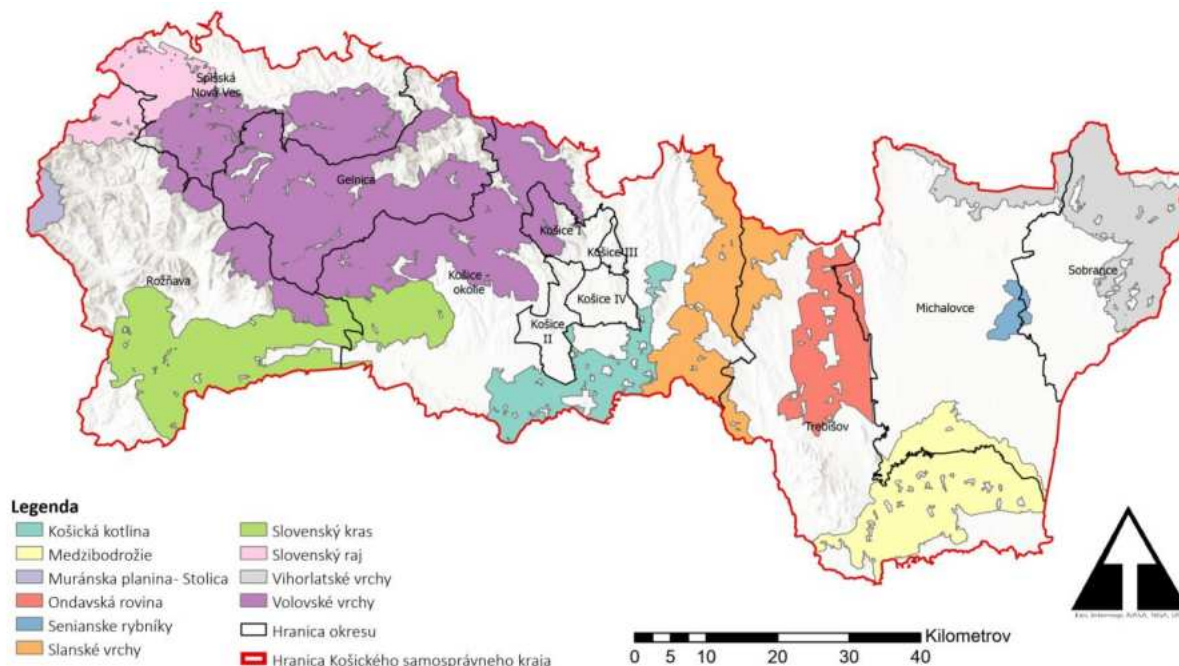 Spišská
Nová Ves
Gelnica
Košice I
Košice III
Rožňava
Košice -
okolie
Košice IV
Košice
II
Sobrance
Michalovce
Trebišov
Legenda
Košická kotlina
Medzibodrožie
Muránska planina- Stolica
Ondavská rovina
Senianske rybníky
Slanské vrchy
Slovenský kras
Slovenský raj
Vihorlatské vrchy
Volovské vrchy
Hranica okresu
Hranica Košického samosprávneho kraja
Kilometrov
0 5 10 20 30 40